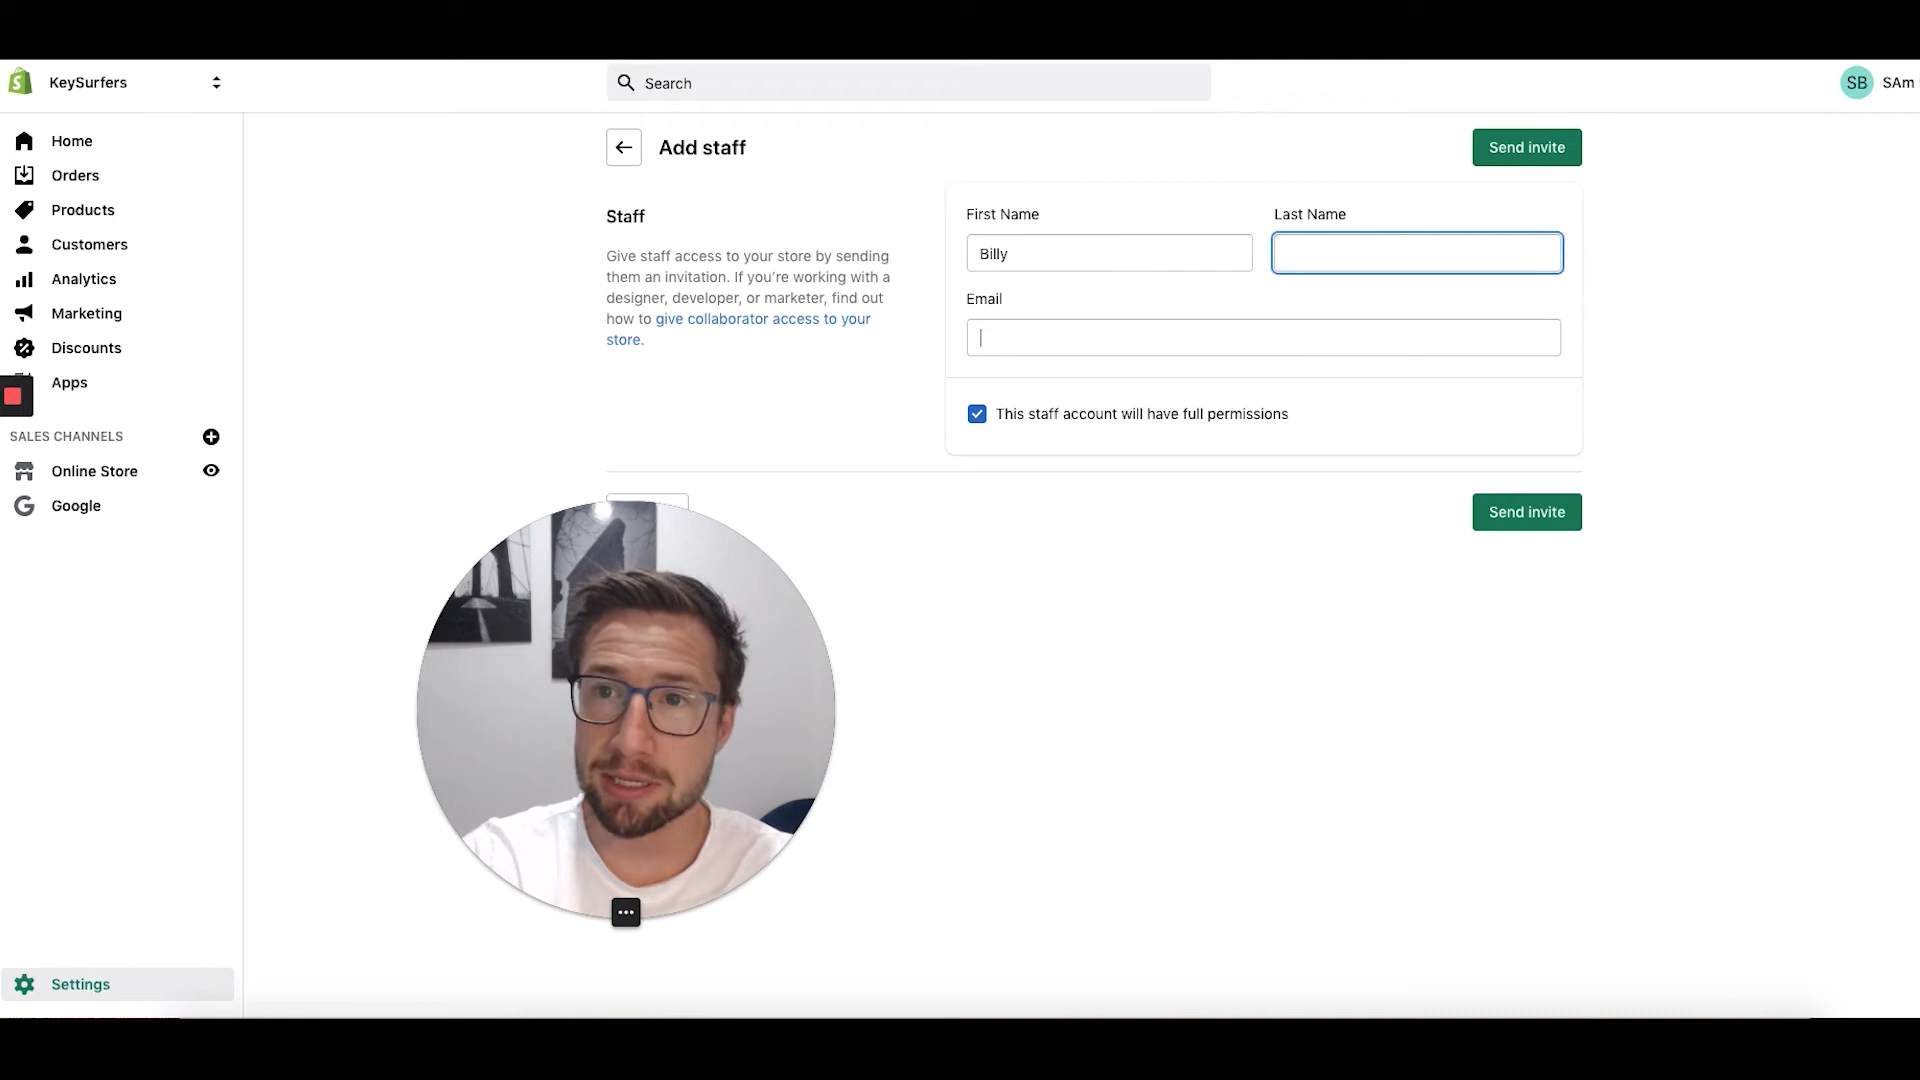 KeySurfers
Search
SB
SAm
Home
Orders
Products
Customers
Analytics
Marketing
Discounts
Apps
SALES CHANNELS
Online Store
Google
Settings
Add staff
Send invite
Staff
Give staff access to your store by sending
them an invitation. If you're working with a
designer, developer, or marketer, find out
how to give collaborator access to your
store.
First Name
Last Name
Billy
Email
This staff account will have full permissions
Send invite